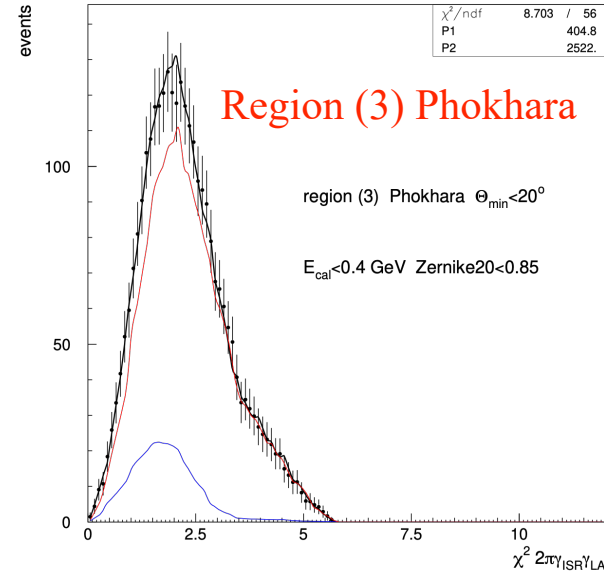 events
χ²/ndf 8.703 / 56
P1 404.8
P2 2522.
Region (3) Phokhara
region (3) Phokhara Θmin<20°
Ecal<0.4 GeV Zernike20<0.85
100
50
0
0 2.5 5 7.5 10
χ² 2πγISRγLA